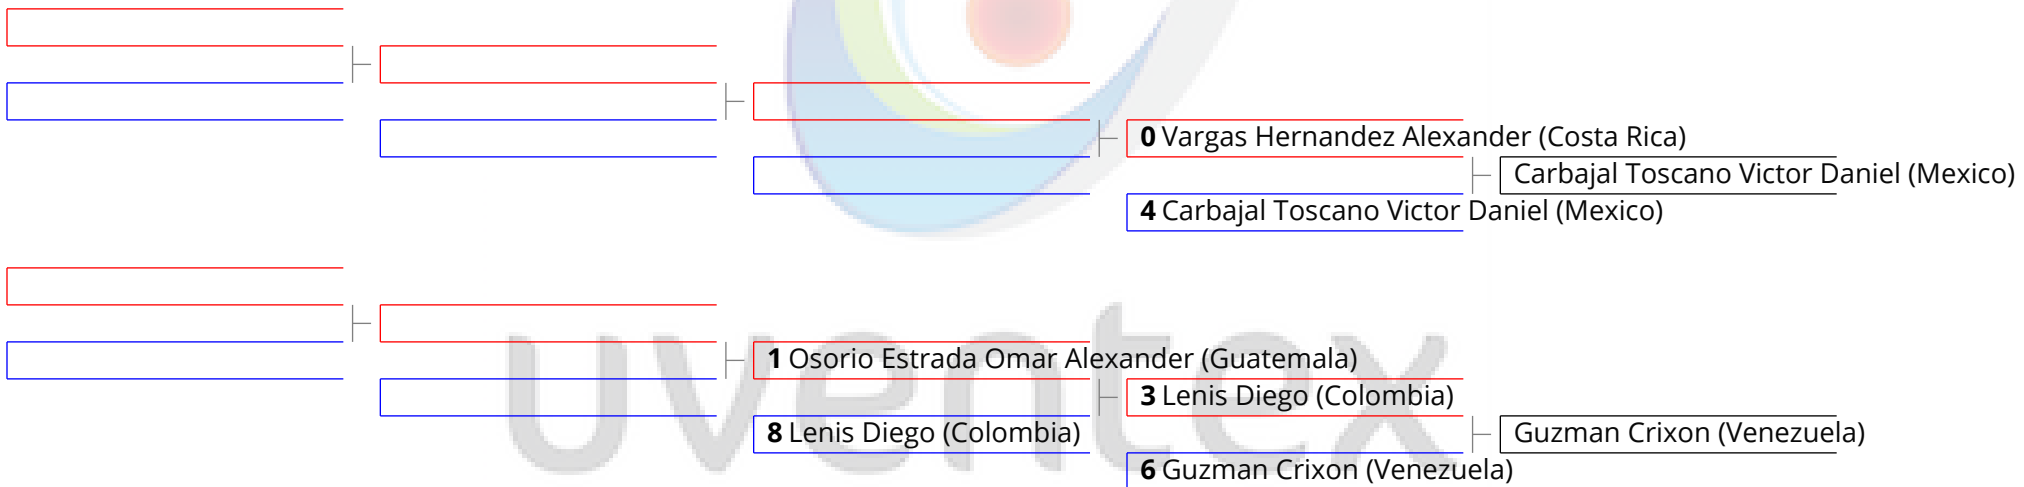 0 Vargas Hernandez Alexander (Costa Rica)
Carbajal Toscano Victor Daniel (Mexico)
4 Carbajal Toscano Victor Daniel (Mexico)
uventex
1 Osorio Estrada Omar Alexander (Guatemala)
3 Lenis Diego (Colombia)
8 Lenis Diego (Colombia)
Guzman Crixon (Venezuela)
6 Guzman Crixon (Venezuela)